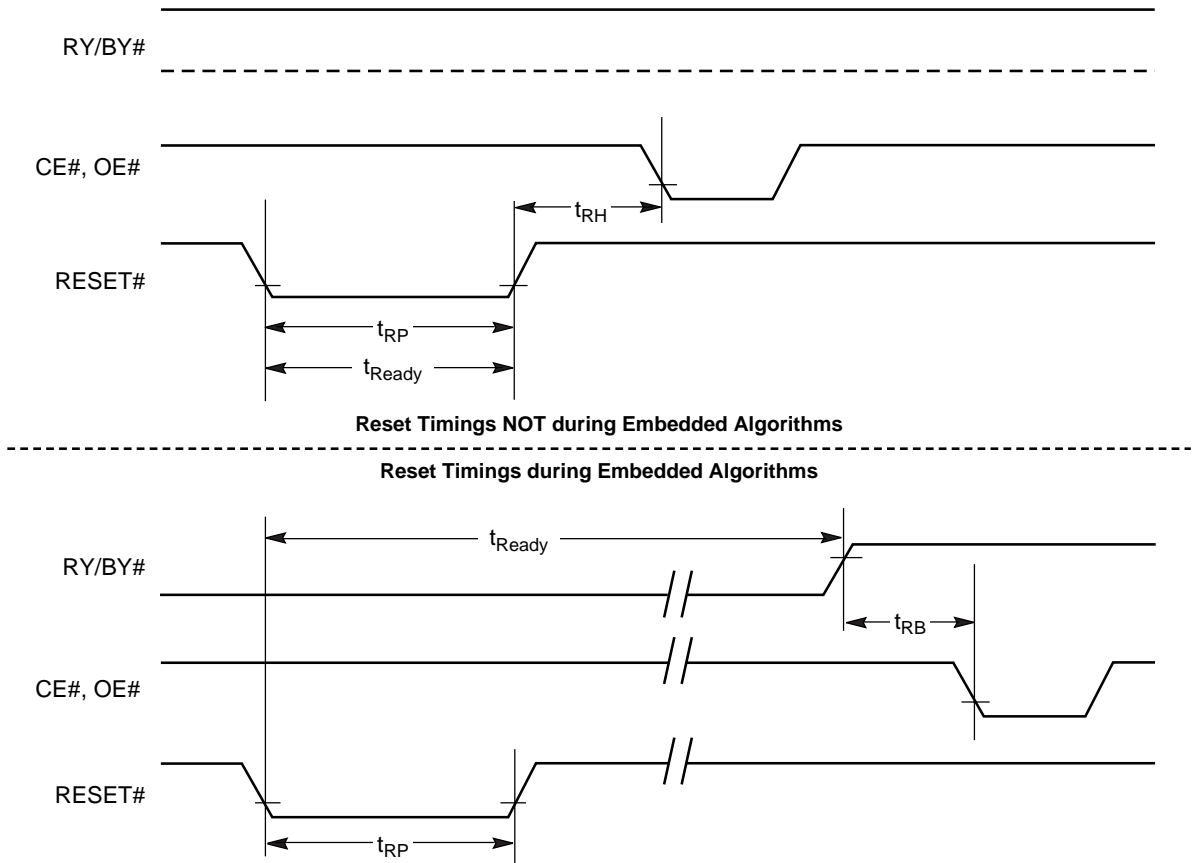 RY/BY#
CE#, OE#
tRH
RESET#
tRP
tReady
Reset Timings NOT during Embedded Algorithms
Reset Timings during Embedded Algorithms
tReady
RY/BY#
tRB
CE#, OE#
RESET#
tRP